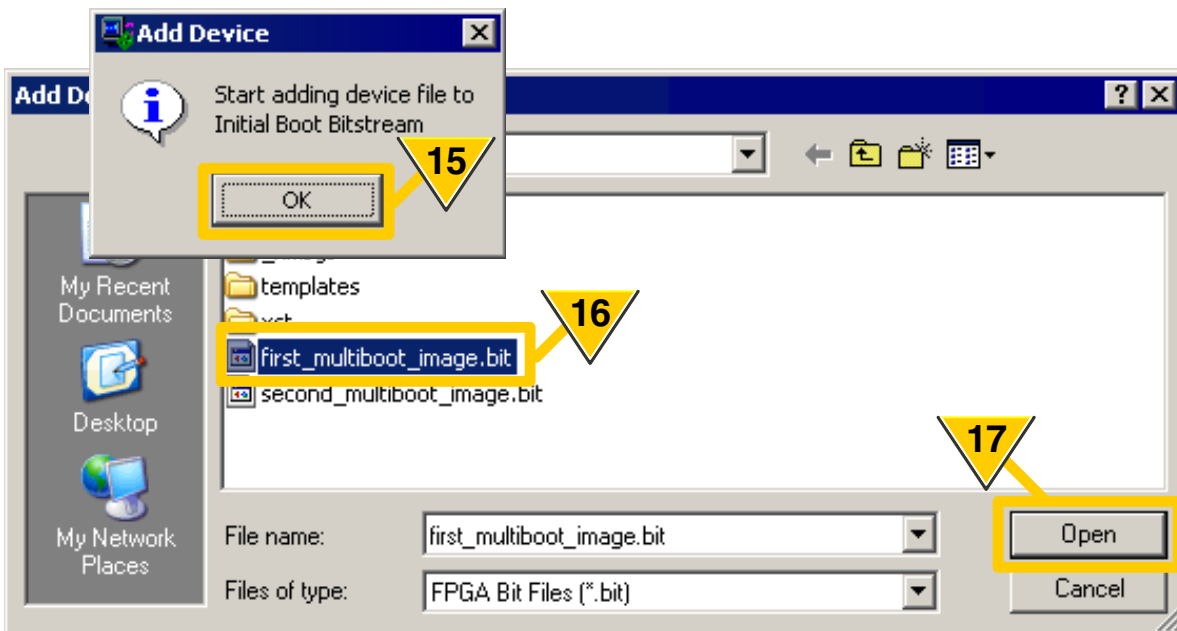 Add Device
Start adding device file to
Initial Boot Bitstream
15
OK
My Recent
Documents
templates
16
first_multiboot_image.bit
second_multiboot_image.bit
Desktop
17
My Network
Places
File name:
first_multiboot_image.bit
Open
Files of type:
FPGA Bit Files (*.bit)
Cancel